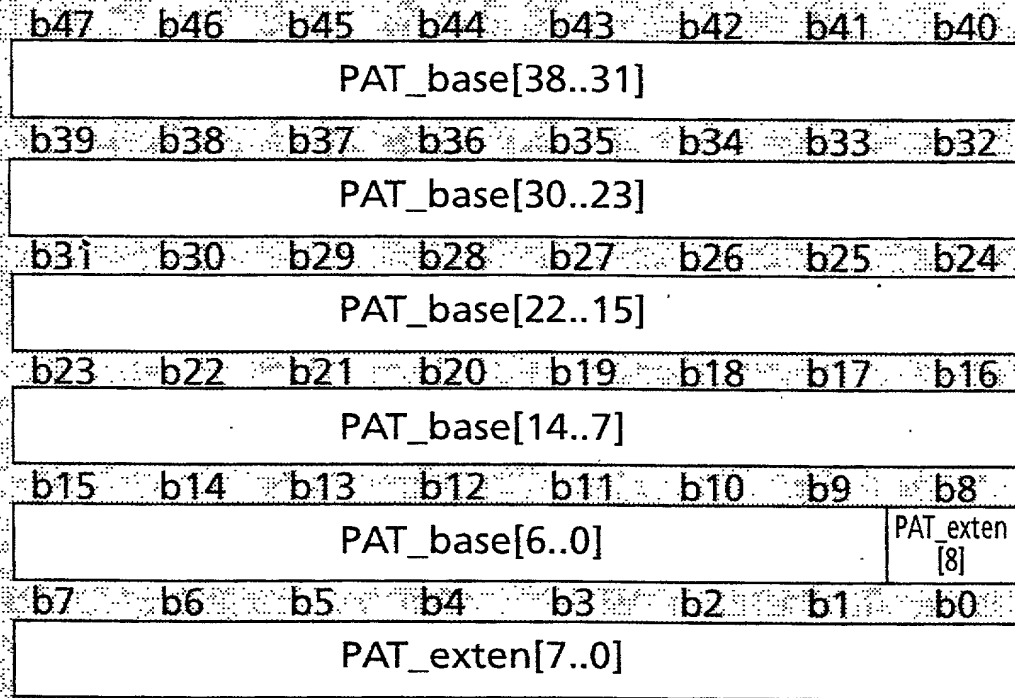 b47 b46 b45 b44 b43 b42 b41 b40
PAT_base[38..31]
b39 b38 b37 b36 b35 b34 b33 b32
PAT_base[30..23]
b31 b30 b29 b28 b27 b26 b25 b24
PAT_base[22..15]
b23 b22 b21 b20 b19 b18 b17 b16
PAT_base[14..7]
b15 b14 b13 b12 b11 b10 b9 b8
PAT_base[6..0] PAT_exten
[8]
b7 b6 b5 b4 b3 b2 b1 b0
PAT_exten[7..0]